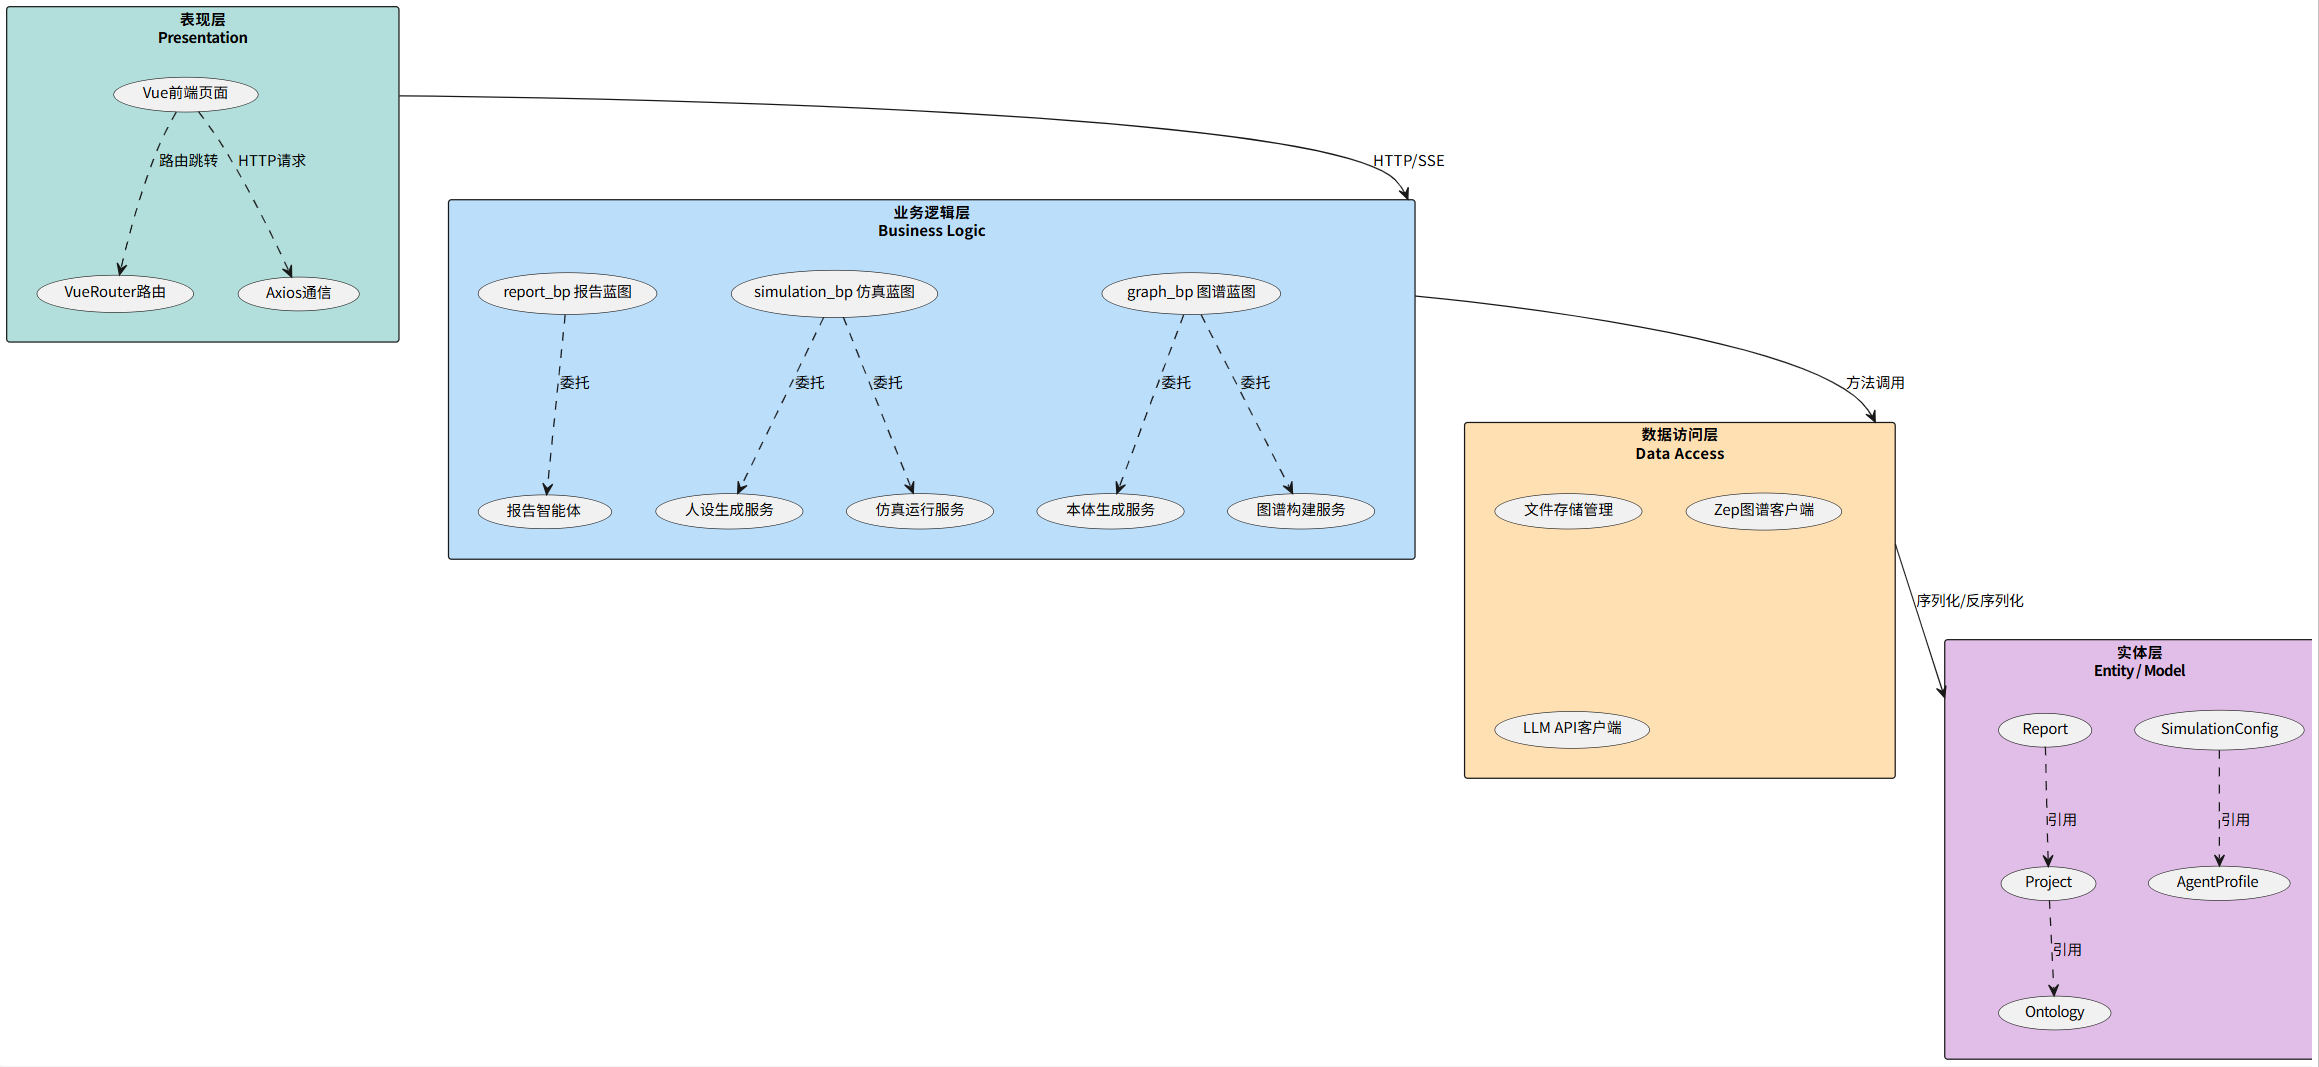 表现层
Presentation
Vue前端页面
路由跳转
HTTP请求
VueRouter路由
Axios通信
HTTP/SSE
业务逻辑层
Business Logic
report_bp 报告蓝图
simulation_bp 仿真蓝图
graph_bp 图谱蓝图
委托
委托
委托
委托
委托
报告智能体
人设生成服务
仿真运行服务
本体生成服务
图谱构建服务
方法调用
数据访问层
Data Access
文件存储管理
Zep图谱客户端
LLM API客户端
序列化/反序列化
实体层
Entity / Model
Report
SimulationConfig
引用
引用
Project
AgentProfile
引用
Ontology